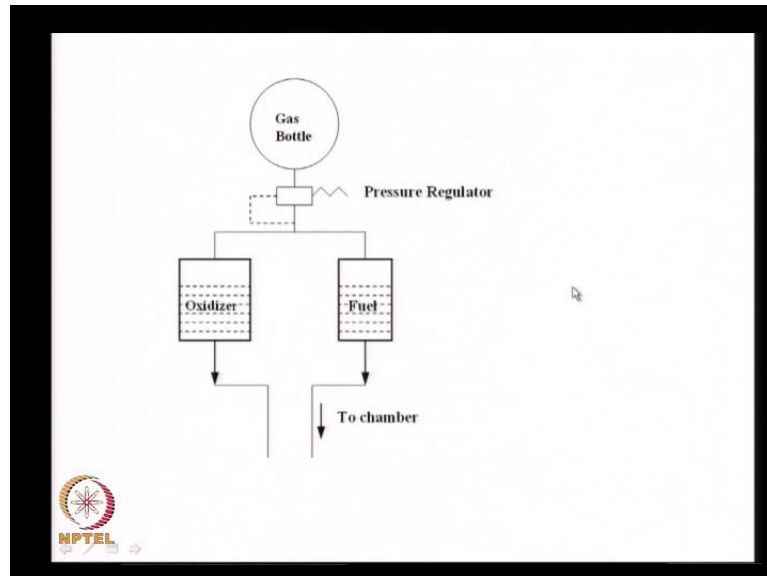 Gas
Bottle
Pressure Regulator
Oxidizer
Fuel
To chamber
NPTEL